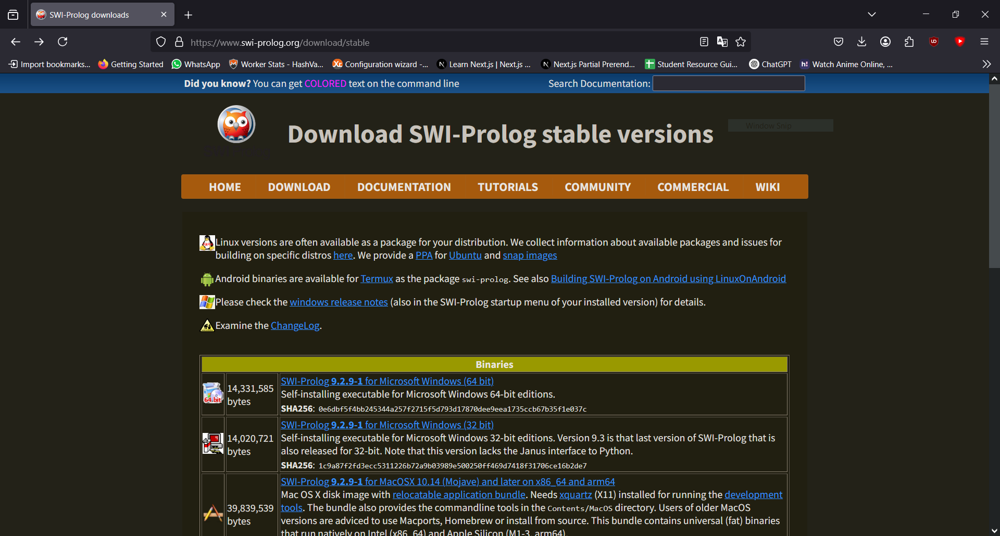 SWI-Prolog downloads
https://www.swi-prolog.org/download/stable
Import bookmarks... Getting Started WhatsApp Worker Stats - HashVa... Configuration wizard -... Learn Next.js | Next.js ... Next.js Partial Prerend... Student Resource Gui... ChatGPT Watch Anime Online, ...
Did you know? You can get COLORED text on the command line Search Documentation:
Download SWI-Prolog stable versions
Window Snip
HOME DOWNLOAD DOCUMENTATION TUTORIALS COMMUNITY COMMERCIAL WIKI
Linux versions are often available as a package for your distribution. We collect information about available packages and issues for
building on specific distros here. We provide a PPA for Ubuntu and snap images
Android binaries are available for Termux as the package swi-prolog. See also Building SWI-Prolog on Android using LinuxOnAndroid
Please check the windows release notes (also in the SWI-Prolog startup menu of your installed version) for details.
Examine the ChangeLog.
Binaries
64 bit
14,331,585
bytes
SWI-Prolog 9.2.9-1 for Microsoft Windows (64 bit)
Self-installing executable for Microsoft Windows 64-bit editions.
SHA256: 0e6dbf5f4bb245344a257f2715f5d793d17870dee9eea1735ccb67b35f1e037c
14,020,721
bytes
SWI-Prolog 9.2.9-1 for Microsoft Windows (32 bit)
Self-installing executable for Microsoft Windows 32-bit editions. Version 9.3 is that last version of SWI-Prolog that is
also released for 32-bit. Note that this version lacks the Janus interface to Python.
SHA256: 1c9a87f2fd3ecc5311226b72a9b03989e500250ff469d7418f31706ce16b2de7
39,839,539
bytes
SWI-Prolog 9.2.9-1 for MacOSX 10.14 (Mojave) and later on x86_64 and arm64
Mac OS X disk image with relocatable application bundle. Needs xquartz (X11) installed for running the development
tools. The bundle also provides the commandline tools in the Contents/MacOS directory. Users of older MacOS
versions are adviced to use Macports, Homebrew or install from source. This bundle contains universal (fat) binaries
that run natively on Intel (x86_64) and Apple Silicon (M1-3, arm64).